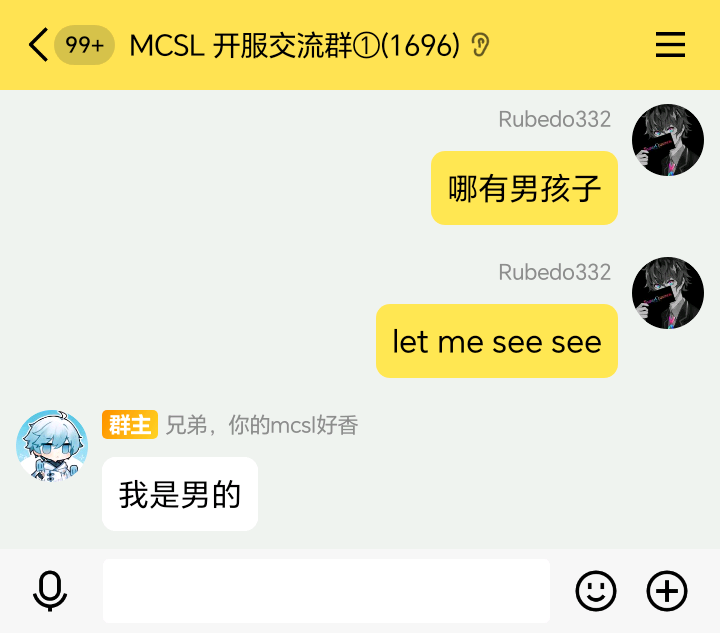 99+ MCSL 开服交流群①(1696)
Rubedo332
哪有男孩子
Rubedo332
let me see see
群主 兄弟，你的mcsl好香
我是男的